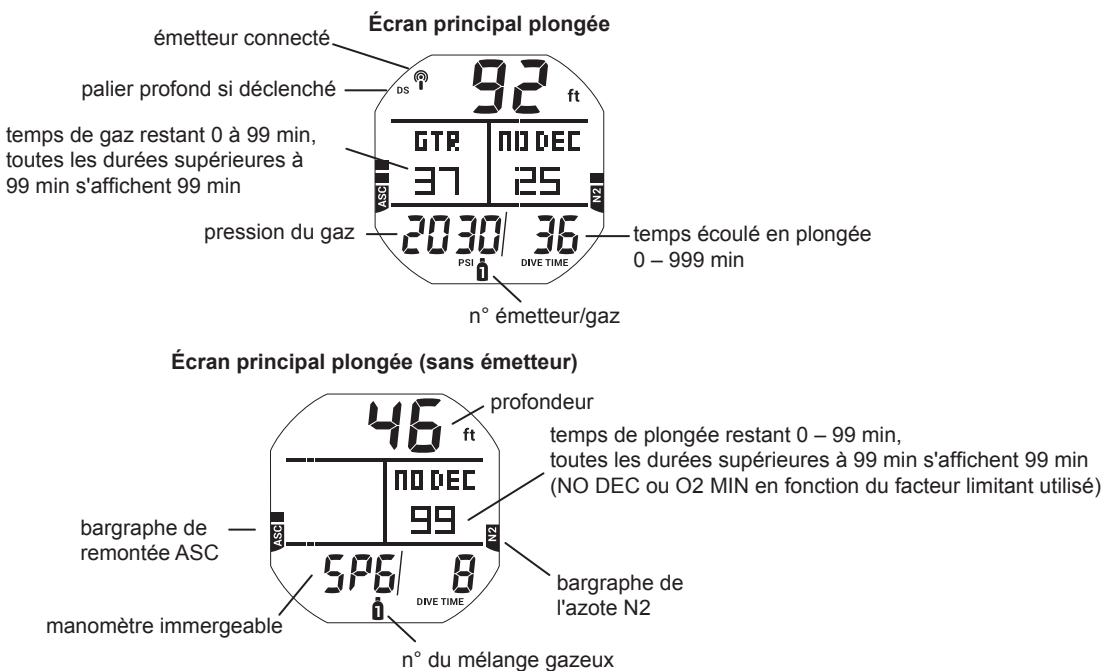 Écran principal plongée
émetteur connecté
palier profond si déclenché
DS
92 ft
temps de gaz restant 0 à 99 min,
toutes les durées supérieures à
99 min s'affichent 99 min
GTR
NO DEC
37
25
ASC
N2
pression du gaz
2030
36
PSI
DIVE TIME
1
temps écoulé en plongée
0 – 999 min
n° émetteur/gaz
Écran principal plongée (sans émetteur)
46 ft
profondeur
temps de plongée restant 0 – 99 min,
toutes les durées supérieures à 99 min s'affichent 99 min
(NO DEC ou O2 MIN en fonction du facteur limitant utilisé)
NO DEC
99
ASC
N2
bargraphe de
remontée ASC
SPG
8
DIVE TIME
1
bargraphe de
l'azote N2
manomètre immergeable
n° du mélange gazeux